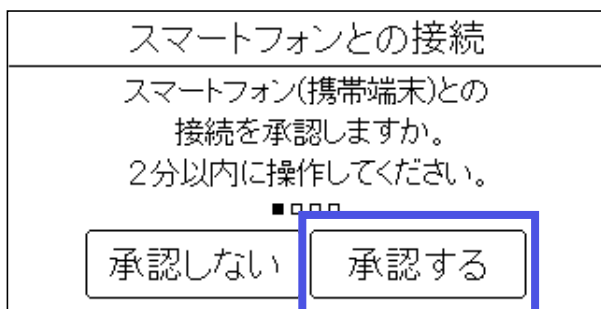 スマートフォンとの接続
スマートフォン(携帯端末)との
接続を承認しますか。
2分以内に操作してください。
承認しない
承認する